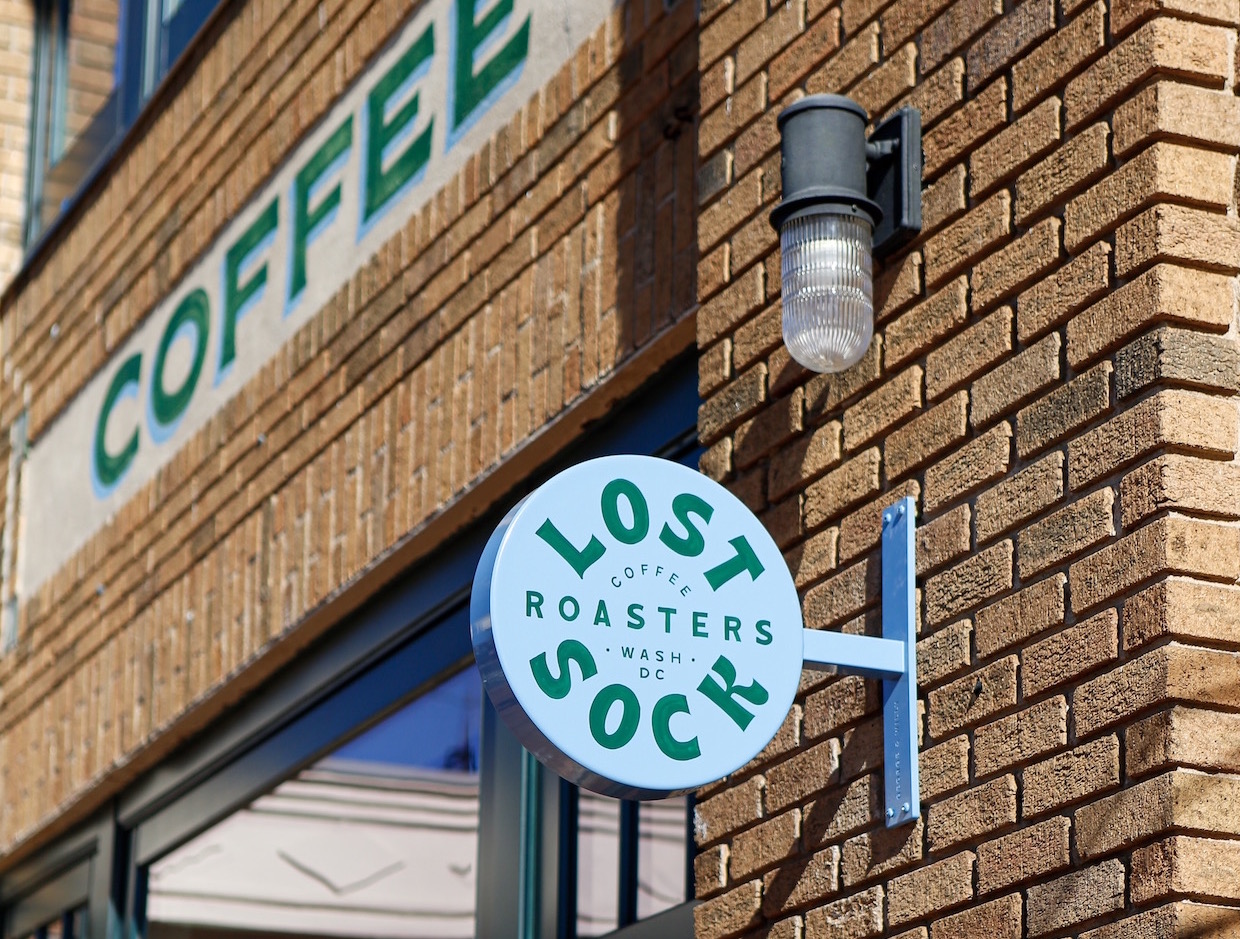 COFFEE
LOST
COFFEE
ROASTERS
· WASH ·
DC
SOCK